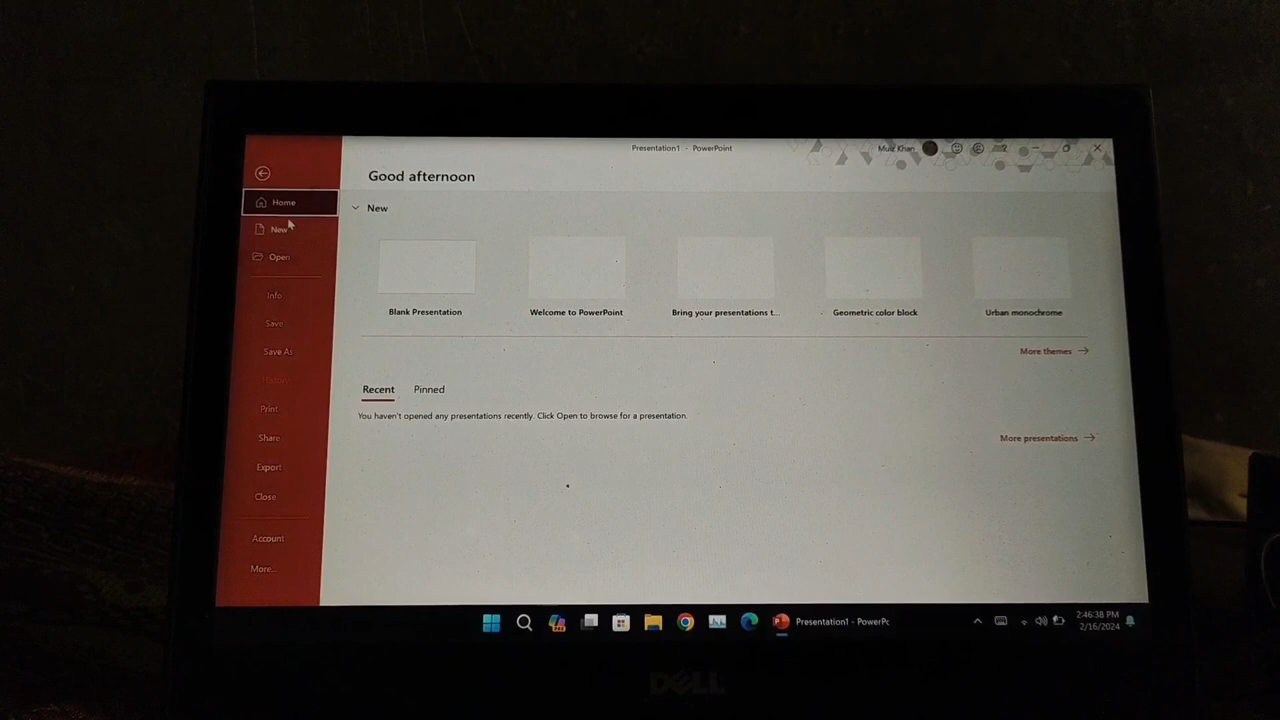 Presentation1 - PowerPoint
Good afternoon
Home
New
Open
Info
Save
Save As
History
Print
Share
Export
Close
Account
More...
New
Blank Presentation
Welcome to PowerPoint
Bring your presentations t...
Geometric color block
Urban monochrome
More themes
Recent
Pinned
You haven't opened any presentations recently. Click Open to browse for a presentation.
More presentations
Presentation1 - PowerPc
2:46:38 PM
2/16/2024
DELL